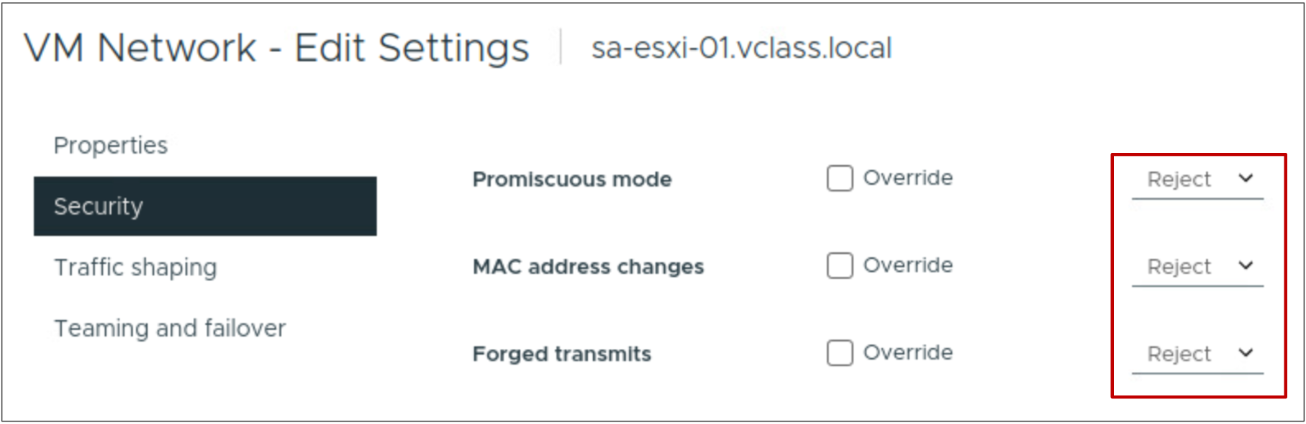 VM Network - Edit Settings sa-esxi-01.vclass.local
Properties
Security
Traffic shaping
Teaming and failover
Promiscuous mode Override Reject
MAC address changes Override Reject
Forged transmits Override Reject